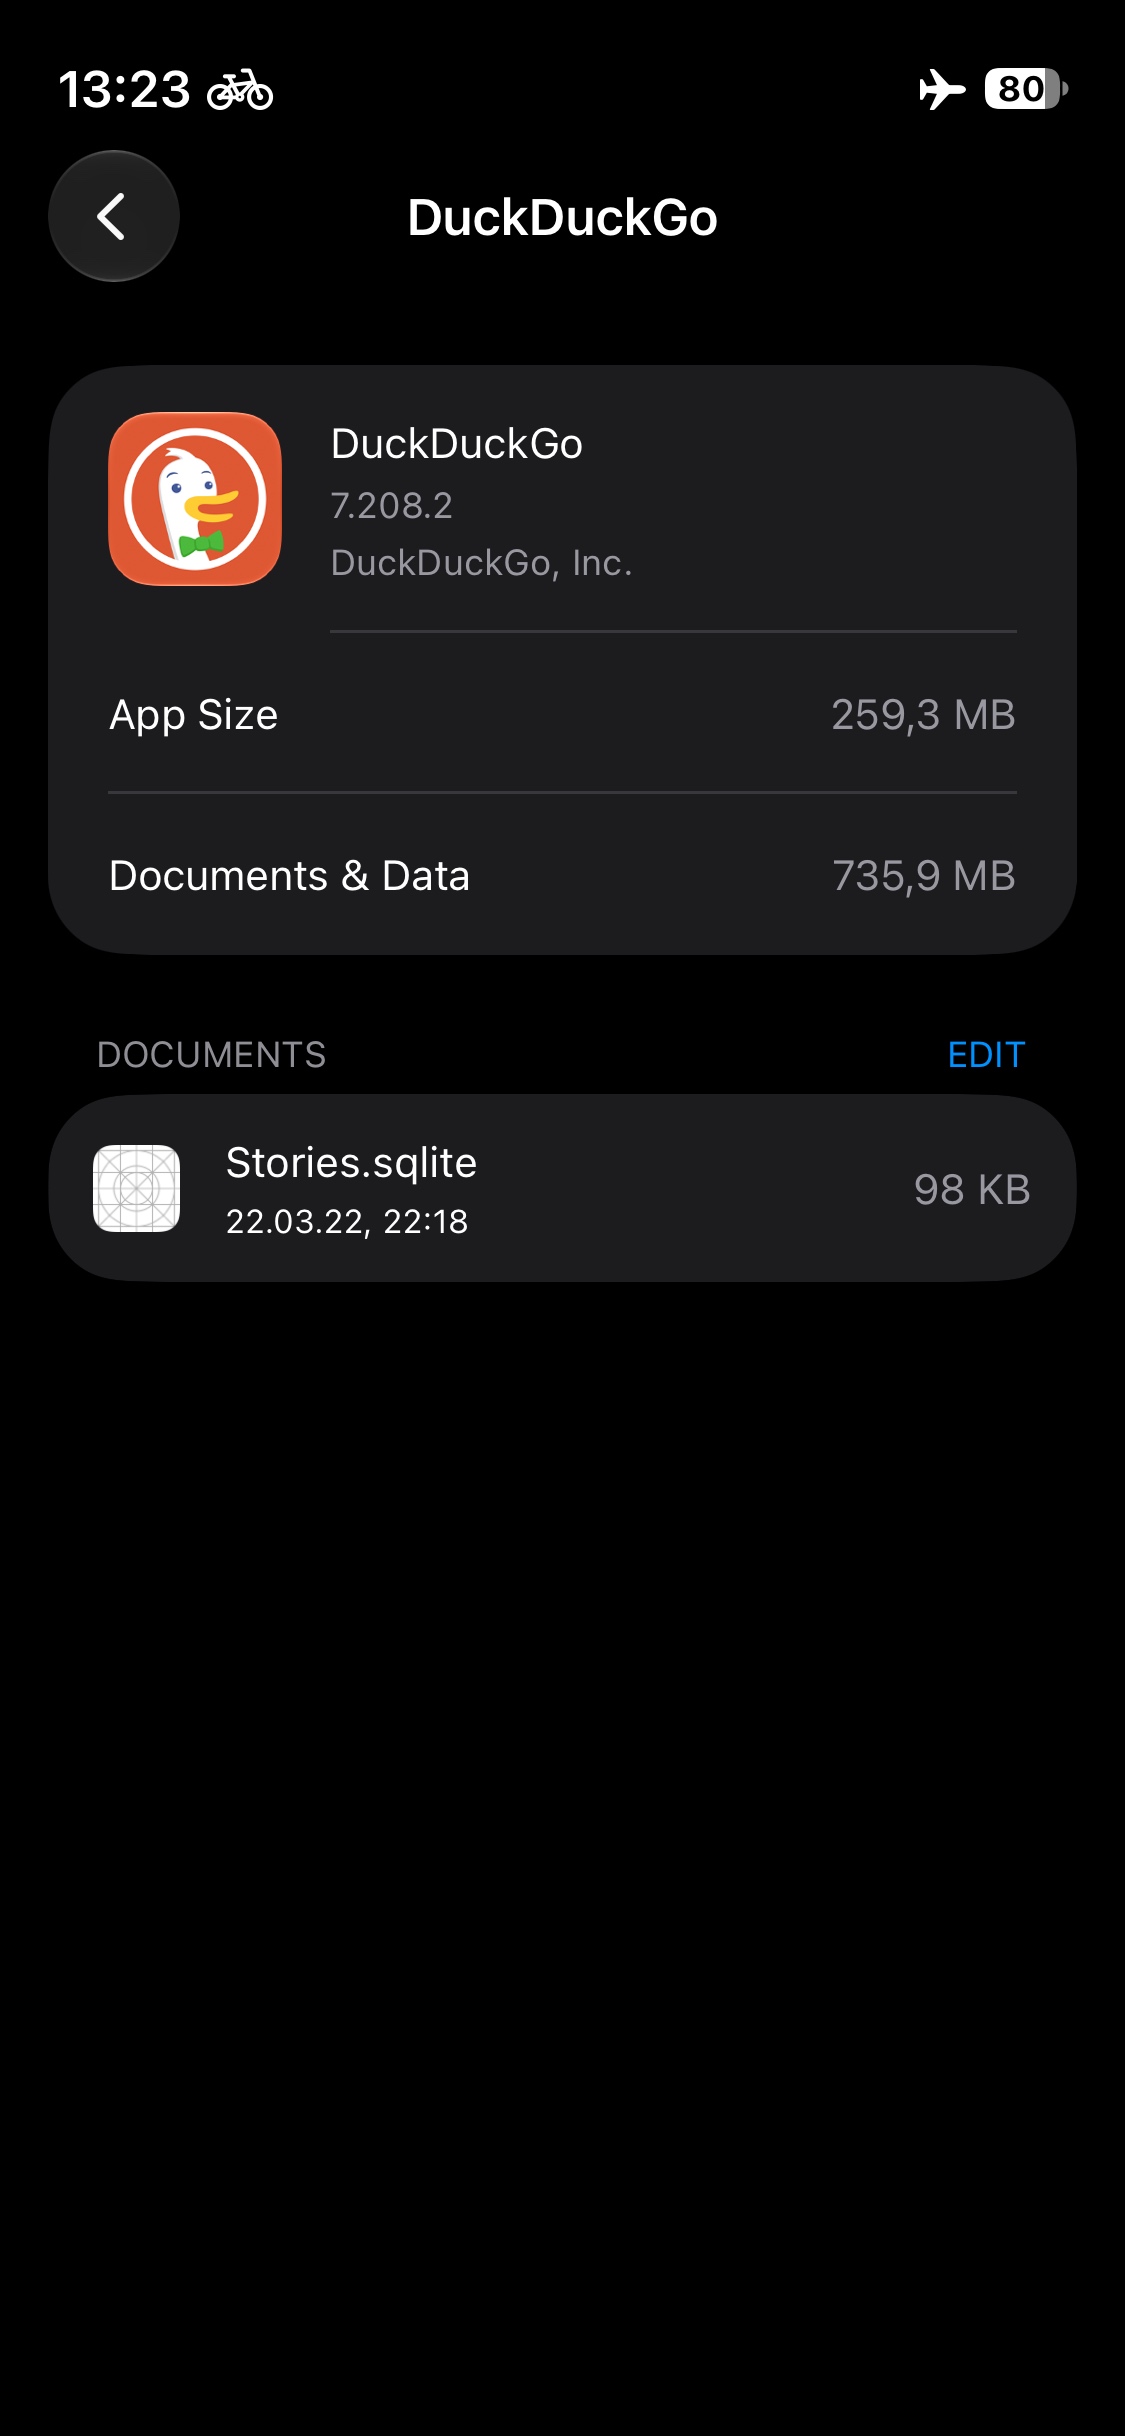 13:23
80
DuckDuckGo
DuckDuckGo
7.208.2
DuckDuckGo, Inc.
App Size 259,3 MB
Documents & Data 735,9 MB
DOCUMENTS EDIT
Stories.sqlite
22.03.22, 22:18
98 KB